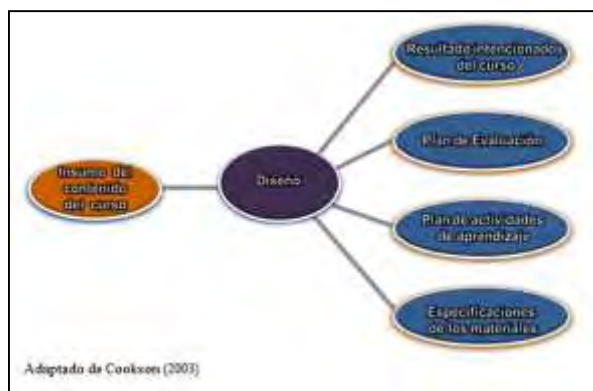 Resultado intencionados
del curso
Plan de Evaluación
Insumo del
contenido
del curso
Diseño
Plan de actividades
de aprendizaje
Especificaciones
de los materiales
Adaptado de Cookson (2003)